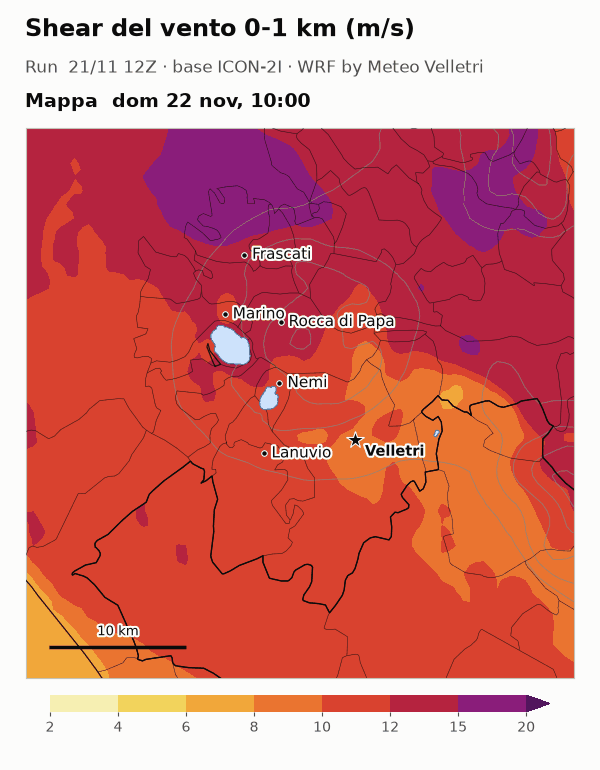 Shear del vento 0-1 km (m/s)
Run  21/11 12Z · base ICON-2I · WRF by Meteo Velletri
Mappa  dom 22 nov, 10:00
Frascati
Marino
Rocca di Papa
Nemi
Velletri
Lanuvio
10 km
2 4 6 8 10 12 15 20